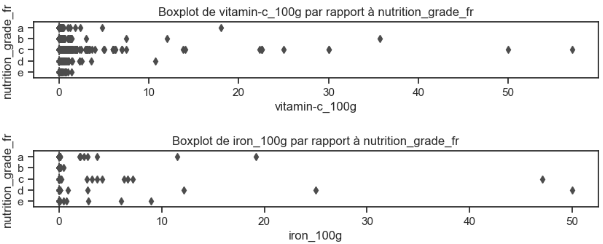 Boxplot de vitamin-c_100g par rapport à nutrition_grade_fr
nutrition_grade_fr
a
b
c
d
e
0 10 20 30 40 50
vitamin-c_100g
Boxplot de iron_100g par rapport à nutrition_grade_fr
nutrition_grade_fr
a
b
c
d
e
0 10 20 30 40 50
iron_100g